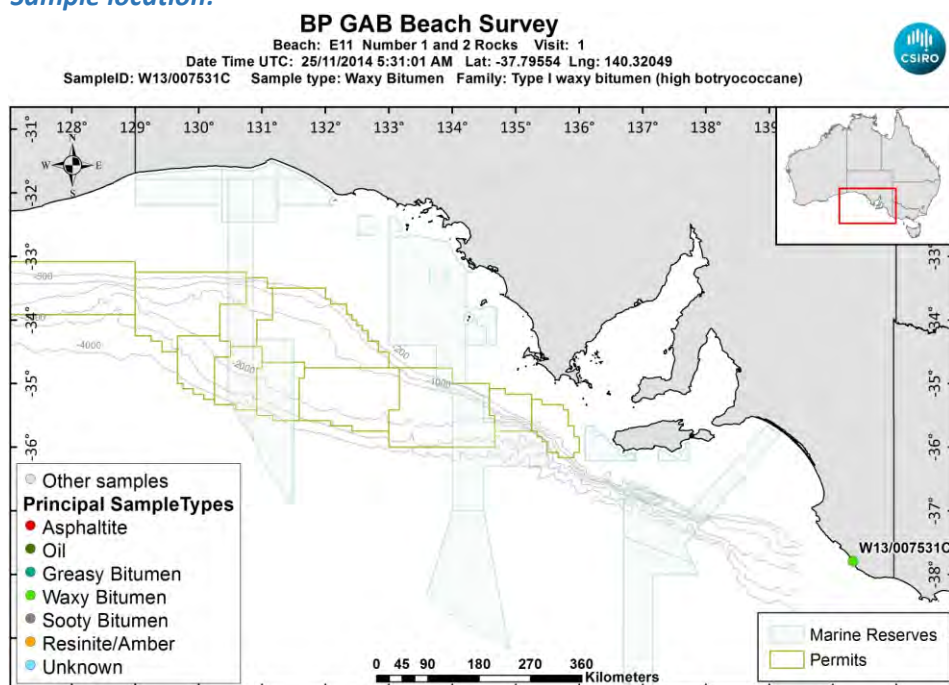 Sample location:
BP GAB Beach Survey
Beach: E11 Number 1 and 2 Rocks Visit: 1
Date Time UTC: 25/11/2014 5:31:01 AM Lat: -37.79554 Lng: 140.32049
SampleID: W13/007531C Sample type: Waxy Bitumen Family: Type I waxy bitumen (high botryococcane)
CSIRO
128° 129° 130° 131° 132° 133° 134° 135° 136° 137° 138° 139
-31°
-32°
-33°
-34°
-35°
-36°
-37°
-38°
N
W E
S
-4000
-2000
-200
-1000
-33°
-34°
-35°
-36°
-37°
-38°
W13/007531C
Other samples
Principal SampleTypes
Asphaltite
Oil
Greasy Bitumen
Waxy Bitumen
Sooty Bitumen
Resinite/Amber
Unknown
0 45 90 180 270 360
Kilometers
Marine Reserves
Permits